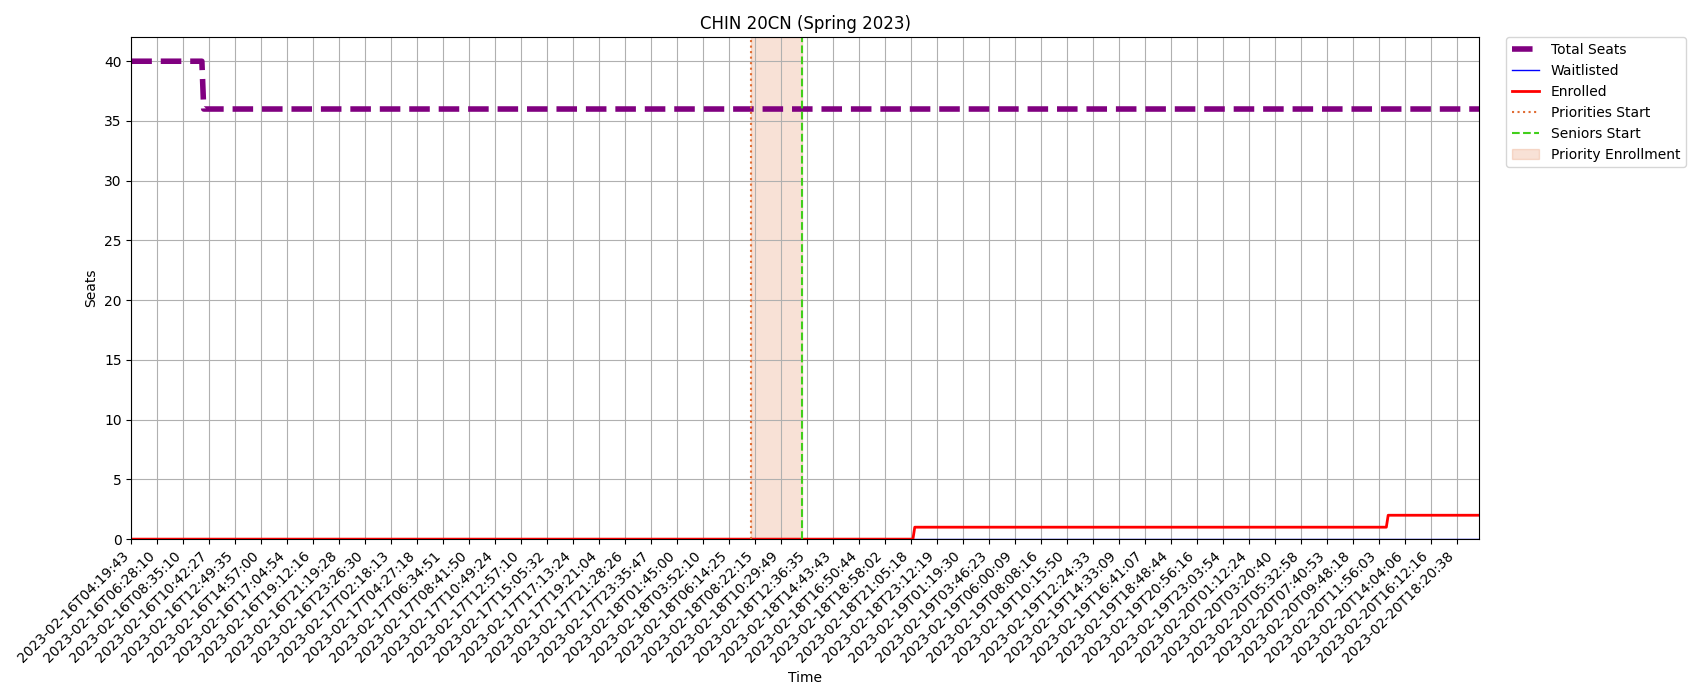 CHIN 20CN (Spring 2023)
Total Seats
Waitlisted
Enrolled
Priorities Start
Seniors Start
Priority Enrollment
Seats
40
35
30
25
20
15
10
5
0
2023-02-16T04:19:43
2023-02-16T06:28:10
2023-02-16T08:35:10
2023-02-16T10:42:27
2023-02-16T12:49:35
2023-02-16T14:57:00
2023-02-16T17:04:54
2023-02-16T19:12:16
2023-02-16T21:19:28
2023-02-16T23:26:30
2023-02-17T02:18:13
2023-02-17T04:27:18
2023-02-17T06:34:51
2023-02-17T08:41:50
2023-02-17T10:49:24
2023-02-17T12:57:10
2023-02-17T15:05:32
2023-02-17T17:13:24
2023-02-17T19:21:04
2023-02-17T21:28:26
2023-02-17T23:35:47
2023-02-18T01:45:00
2023-02-18T03:52:10
2023-02-18T06:14:25
2023-02-18T08:22:15
2023-02-18T10:29:49
2023-02-18T12:36:35
2023-02-18T14:43:43
2023-02-18T16:50:44
2023-02-18T18:58:02
2023-02-18T21:05:18
2023-02-18T23:12:19
2023-02-19T01:19:30
2023-02-19T03:46:23
2023-02-19T06:00:09
2023-02-19T08:08:16
2023-02-19T10:15:50
2023-02-19T12:24:33
2023-02-19T14:33:09
2023-02-19T16:41:07
2023-02-19T18:48:44
2023-02-19T20:56:16
2023-02-19T23:03:54
2023-02-20T01:12:24
2023-02-20T03:20:40
2023-02-20T05:32:58
2023-02-20T07:40:53
2023-02-20T09:48:18
2023-02-20T11:56:03
2023-02-20T14:04:06
2023-02-20T16:12:16
2023-02-20T18:20:38
Time